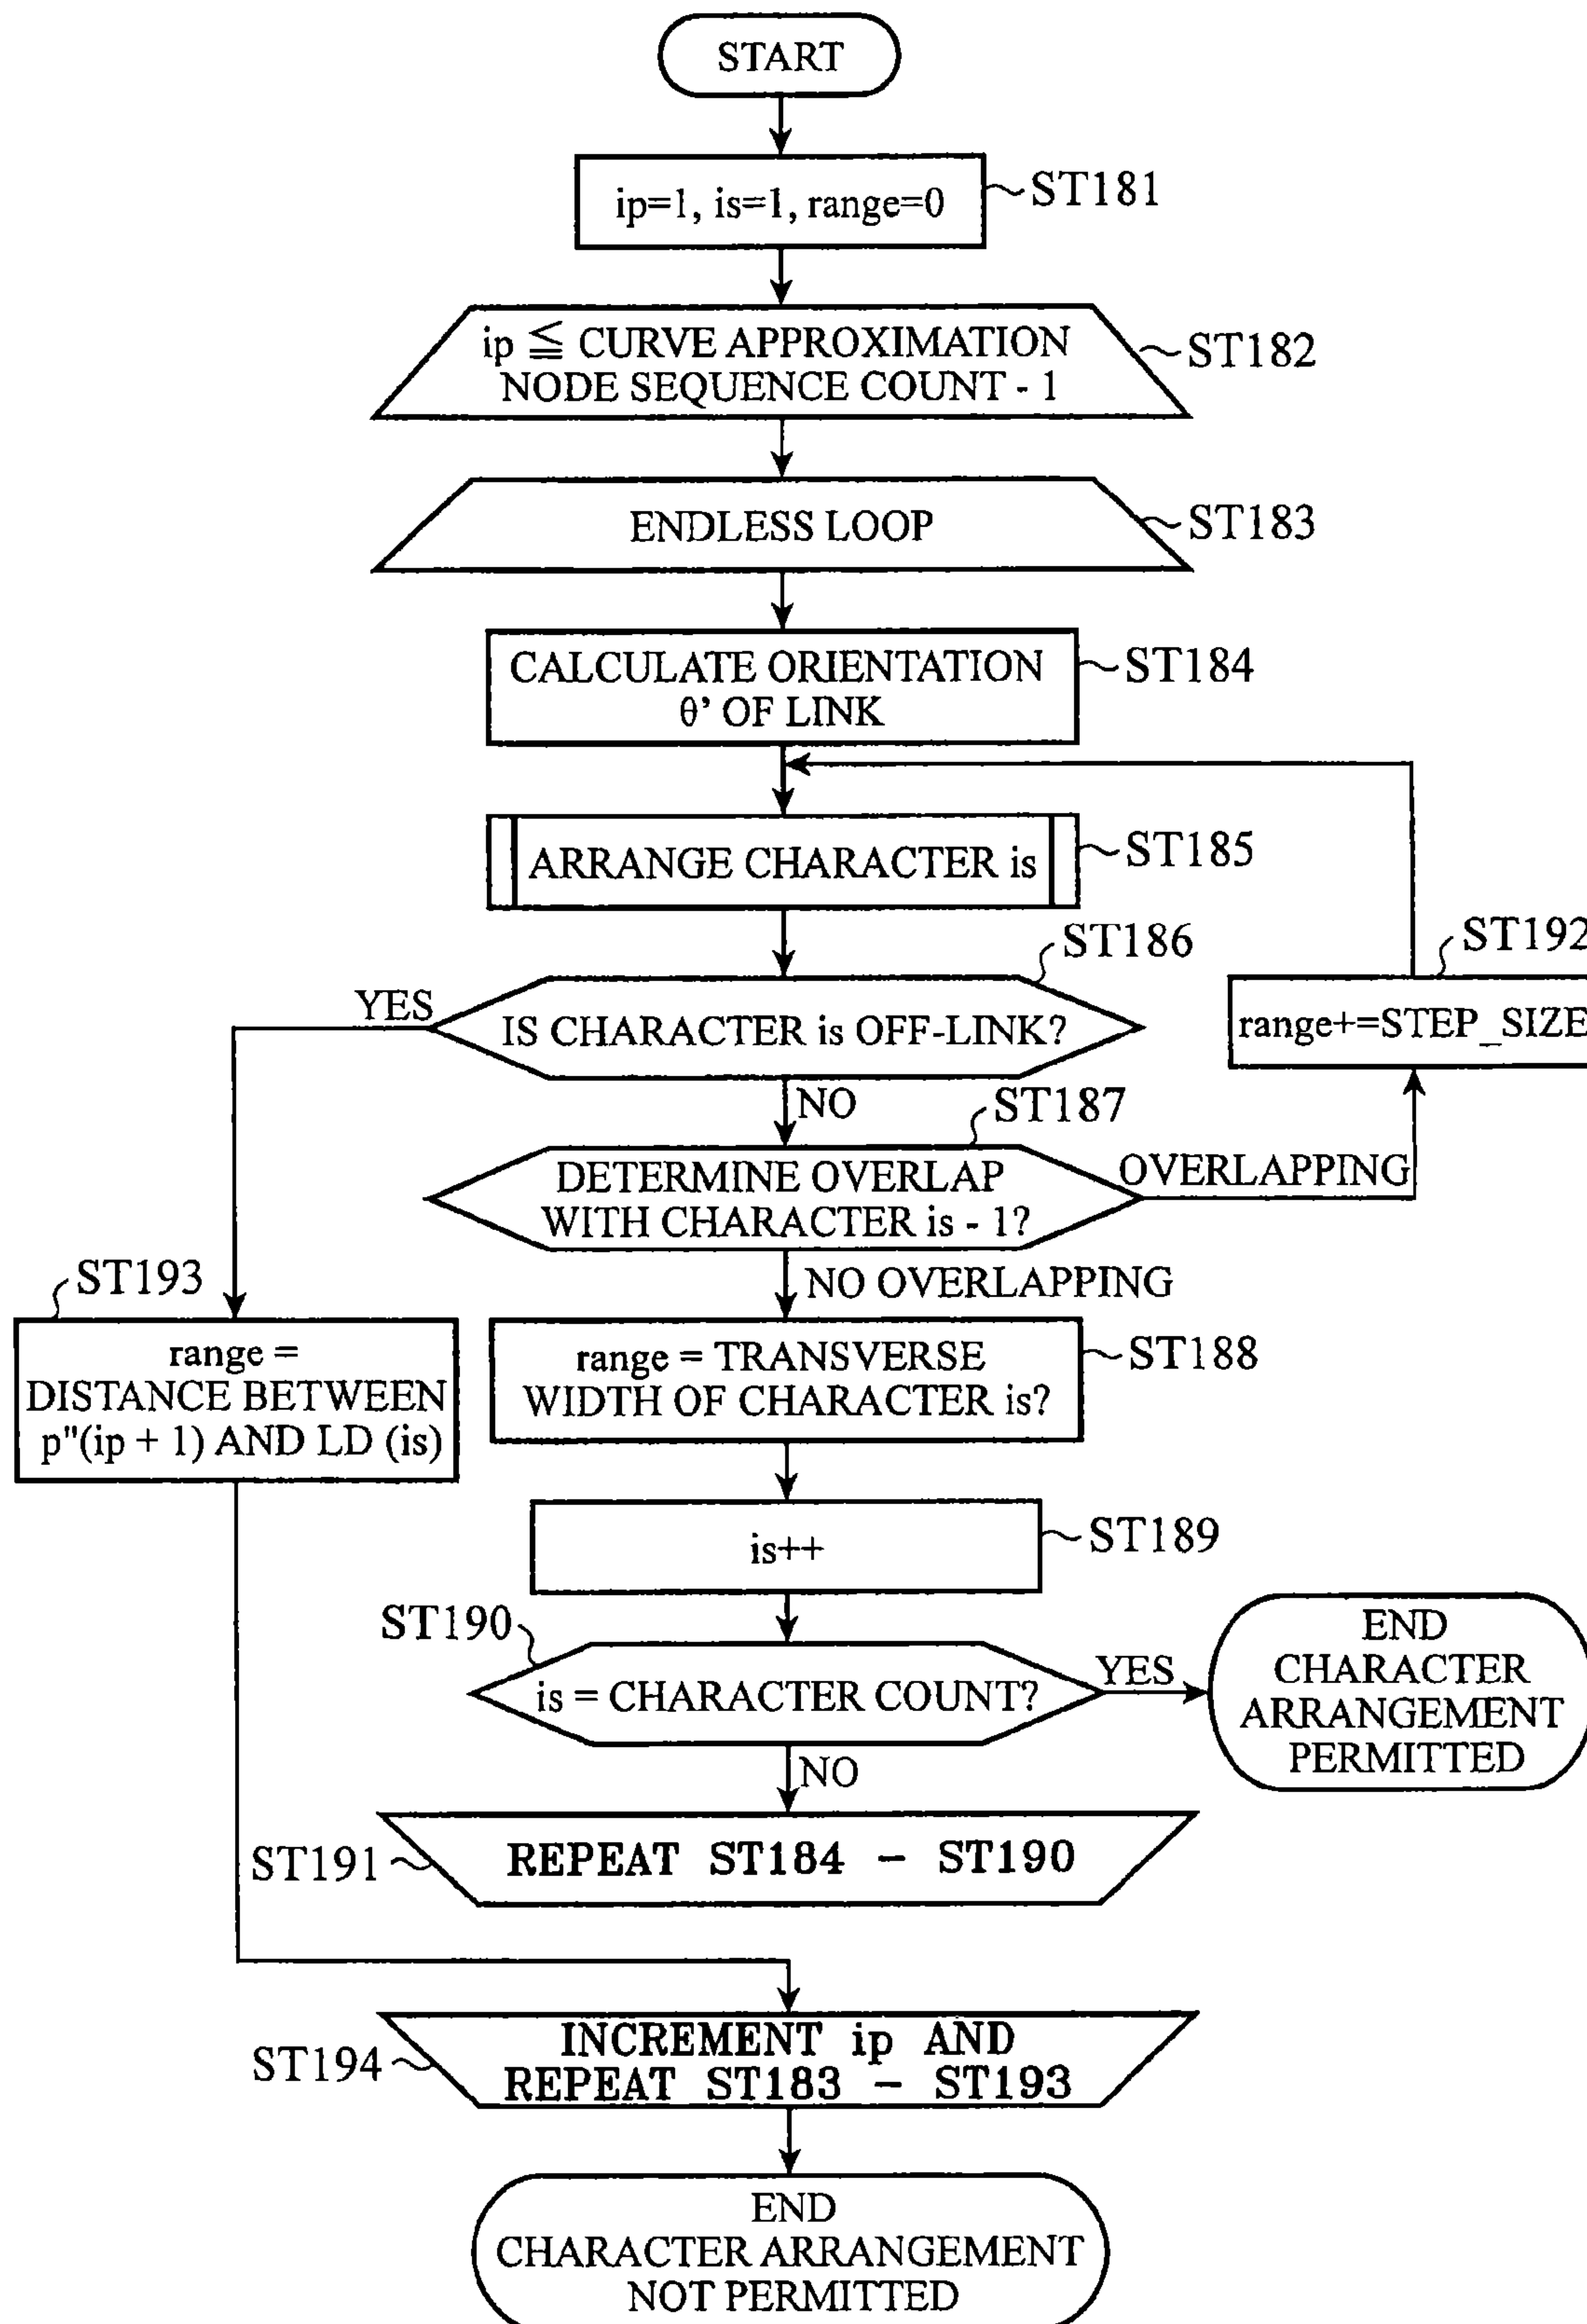 START
ip=1, is=1, range=0
ST181
ip ≦ CURVE APPROXIMATION
NODE SEQUENCE COUNT - 1
ST182
ENDLESS LOOP
ST183
CALCULATE ORIENTATION
θ’ OF LINK
ST184
ARRANGE CHARACTER is
ST185
ST186
ST192
YES
IS CHARACTER is OFF-LINK?
range+=STEP_SIZE
NO
ST187
DETERMINE OVERLAP
WITH CHARACTER is - 1?
OVERLAPPING
ST193
NO OVERLAPPING
range =
DISTANCE BETWEEN
p"(ip + 1) AND LD (is)
range = TRANSVERSE
WIDTH OF CHARACTER is?
ST188
is++
ST189
ST190
is = CHARACTER COUNT?
YES
END
CHARACTER
ARRANGEMENT
PERMITTED
NO
ST191
REPEAT ST184 - ST190
ST194
INCREMENT ip AND
REPEAT ST183 - ST193
END
CHARACTER ARRANGEMENT
NOT PERMITTED